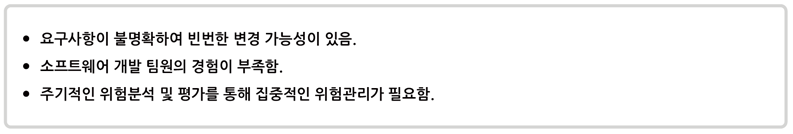 • 요구사항이 불명확하여 빈번한 변경 가능성이 있음.
• 소프트웨어 개발 팀원의 경험이 부족함.
• 주기적인 위험분석 및 평가를 통해 집중적인 위험관리가 필요함.